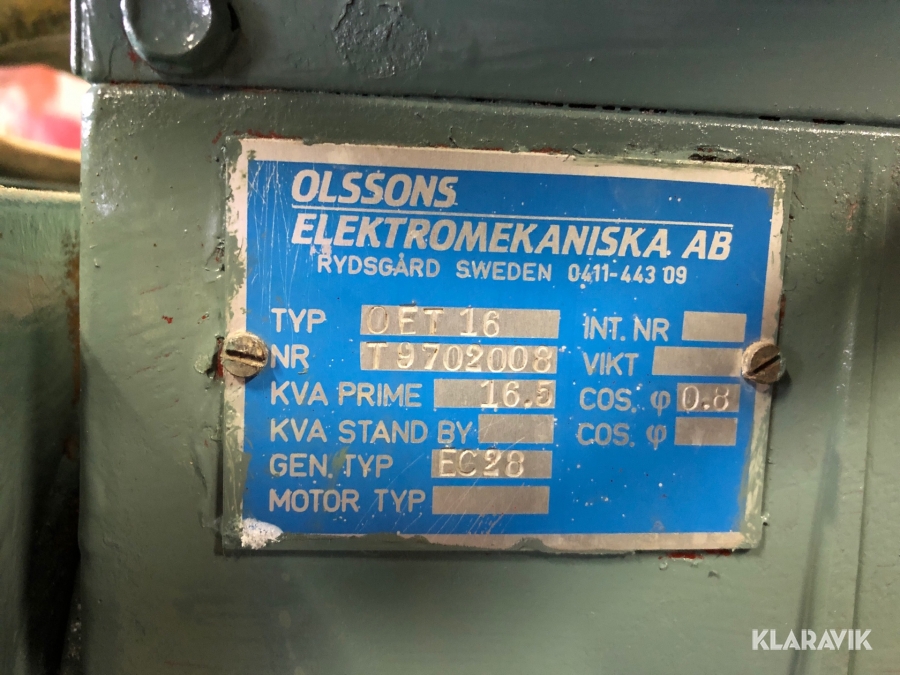 OLSSONS
ELEKTROMEKANISKA AB
RYDSGÅRD SWEDEN 0411-443 09
TYP OET 16 INT. NR
NR T9702008 VIKT
KVA PRIME 16.5 COS. φ 0.8
KVA STAND BY COS. φ
GEN. TYP EC28
MOTOR TYP
KLARAVIK